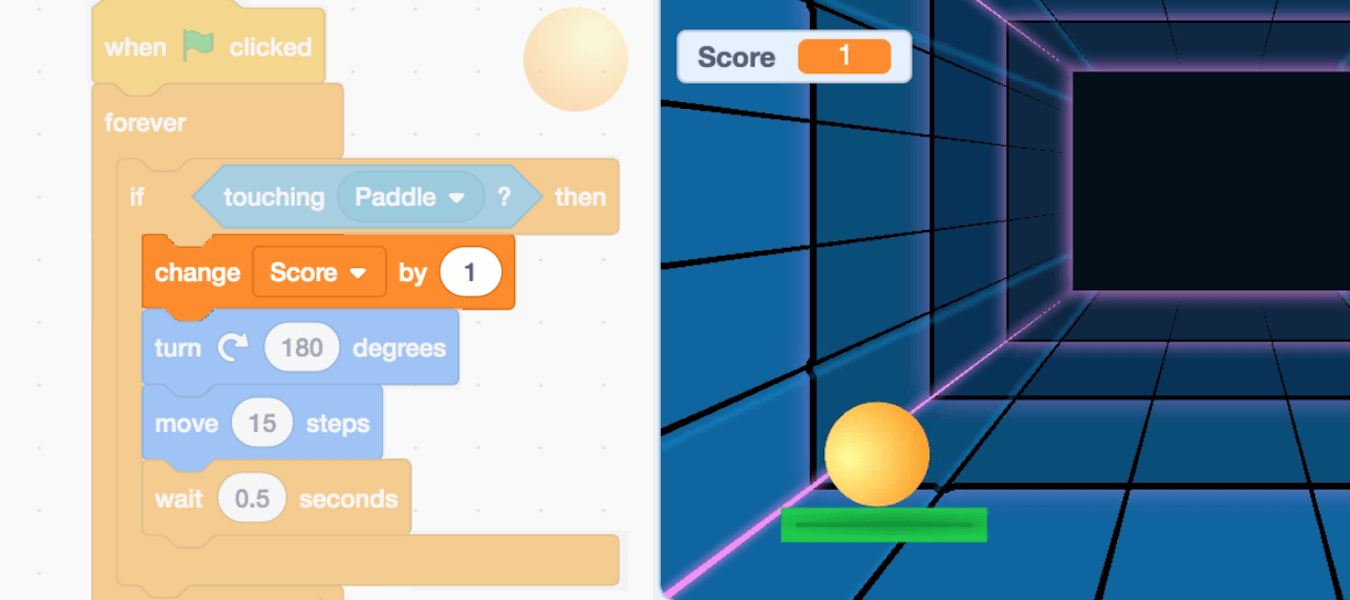 when clicked
forever
if touching Paddle ? then
change Score by 1
turn 180 degrees
move 15 steps
wait 0.5 seconds
Score 1